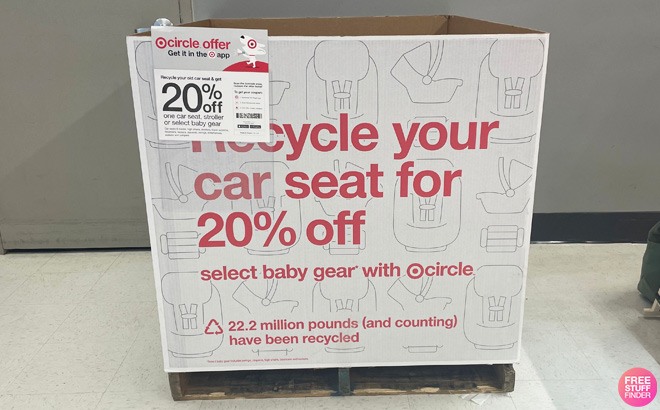 circle offer
Get it in the app
Recycle your old car seat & get
20%
off
one car seat, stroller
or select baby gear
Recycle your
car seat for
20% off
select baby gear* with circle
22.2 million pounds (and counting)
have been recycled
FREE
STUFF
FINDER